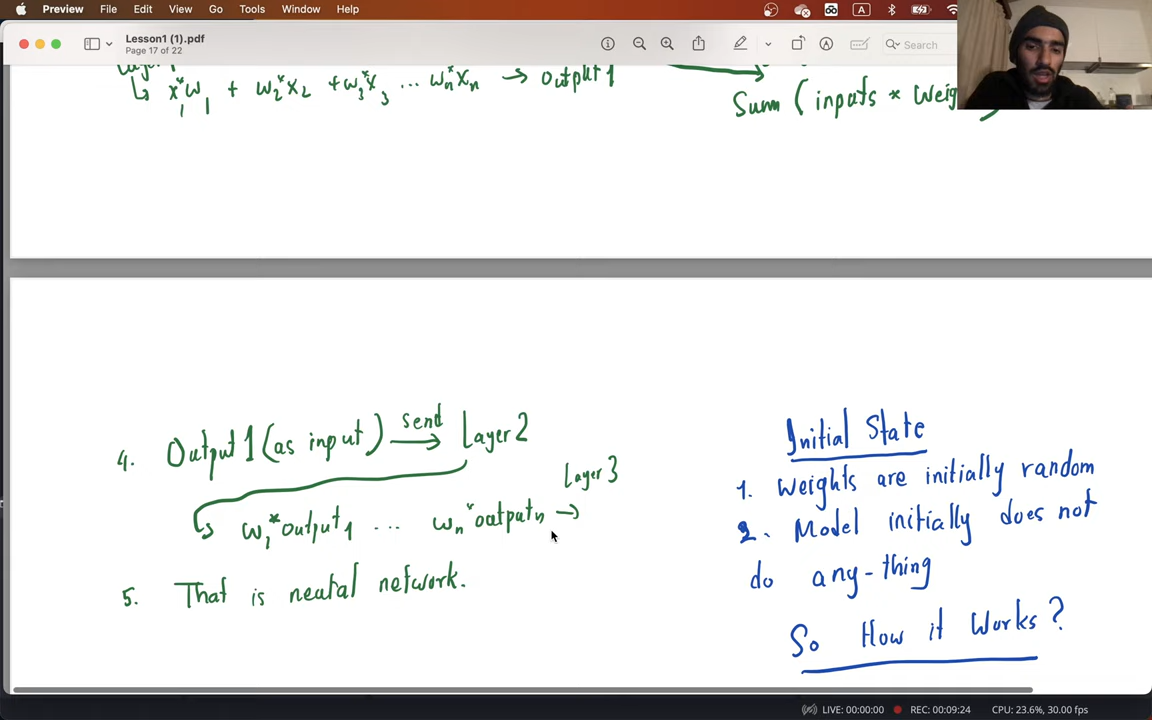 Preview File Edit View Go Tools Window Help
Lesson1 (1).pdf
Page 17 of 22
Search
x*w1 + w2*x2 + w3*x3 ... wn*xn → output1
Sum ( inputs * Weig
4. Output 1 (as input) send → Layer 2
w1*output1 ... wn*outputn → Layer 3
5. That is neutal network.
Initial State
1. Weights are initially random
2. Model initially does not
do any-thing
So How it Works?
LIVE: 00:00:00 REC: 00:09:24 CPU: 23.6%, 30.00 fps